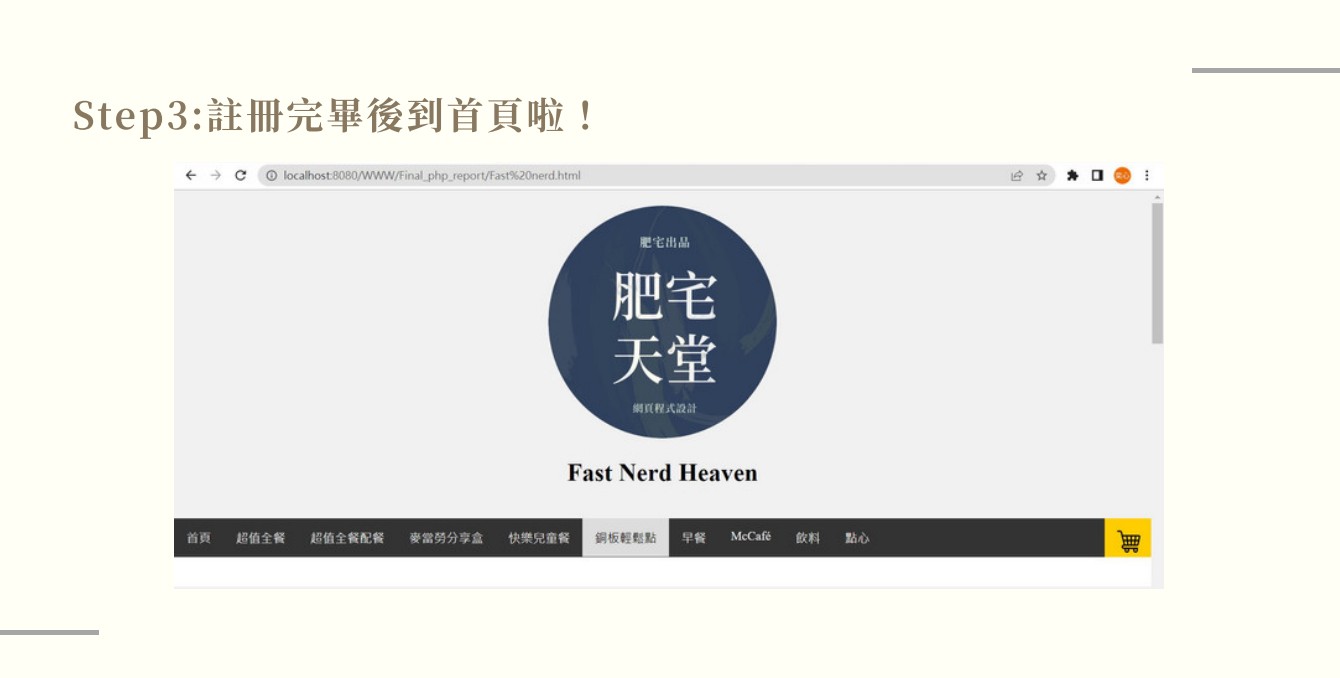 Step3:註冊完畢後到首頁啦！
localhost:8080/WWW/Final_php_report/Fast%20nerd.html
肥宅出品
肥宅
天堂
網頁程式設計
Fast Nerd Heaven
首頁 超值全餐 超值全餐配餐 麥當勞分享盒 快樂兒童餐 銅板輕鬆點 早餐 McCafé 飲料 點心